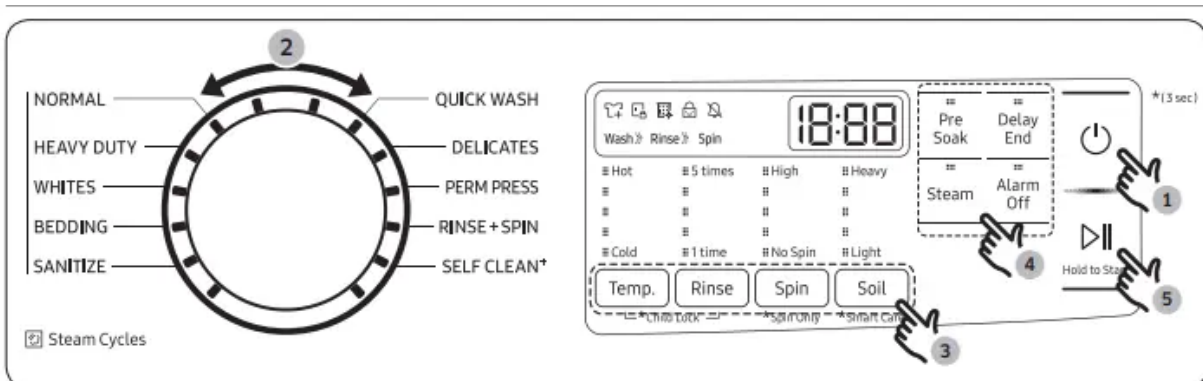 2
NORMAL
HEAVY DUTY
WHITES
BEDDING
SANITIZE
QUICK WASH
DELICATES
PERM PRESS
RINSE+SPIN
SELF CLEAN+
Steam Cycles
Wash Rinse Spin
18:88
Hot 5 times High Heavy
Cold 1 time No Spin Light
Temp. Rinse Spin Soil
*Child Lock *Spin Only *Smart Care
3
Pre Soak
Delay End
Steam
Alarm Off
4
*(3 sec)
1
Hold to Start
5